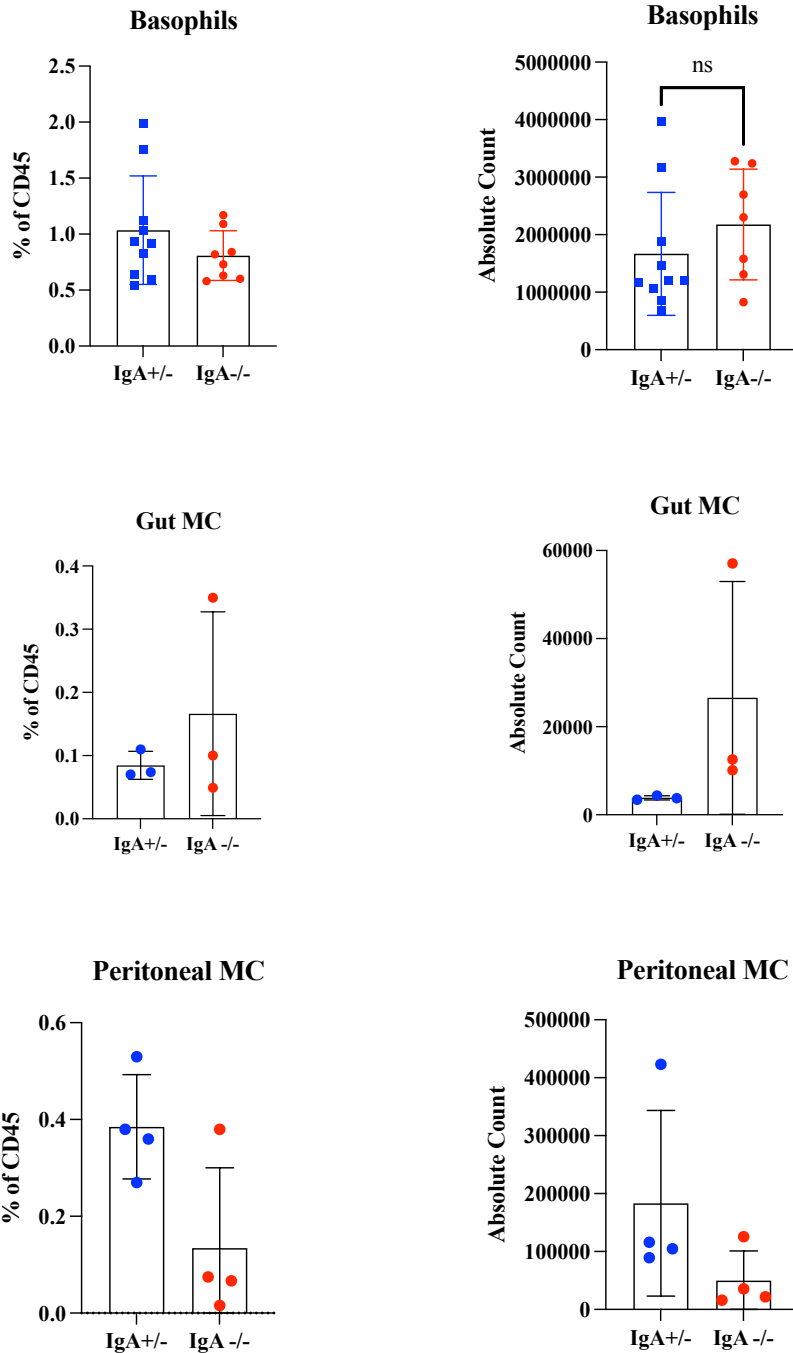 Basophils
2.5
2.0
1.5
1.0
0.5
0.0
% of CD45
IgA+/-
IgA-/-
Basophils
ns
5000000
4000000
3000000
2000000
1000000
0
Absolute Count
IgA+/-
IgA-/-
Gut MC
0.4
0.3
0.2
0.1
0.0
% of CD45
IgA+/-
IgA -/-
Gut MC
60000
40000
20000
0
Absolute Count
IgA+/-
IgA -/-
Peritoneal MC
0.6
0.4
0.2
0.0
% of CD45
IgA+/-
IgA -/-
Peritoneal MC
500000
400000
300000
200000
100000
0
Absolute Count
IgA+/-
IgA -/-